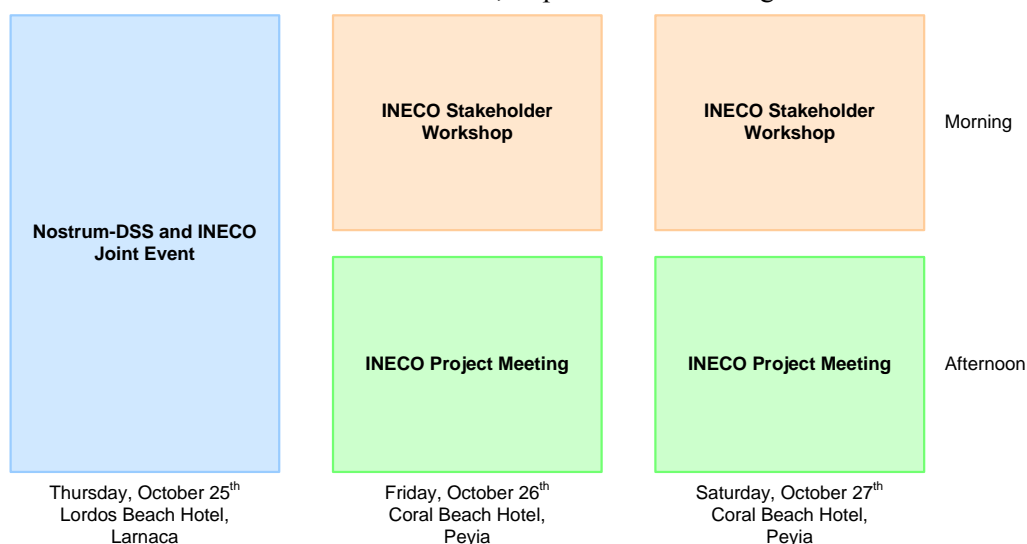 INECO Stakeholder
Workshop
INECO Stakeholder
Workshop
Morning
Nostrum-DSS and INECO
Joint Event
INECO Project Meeting
INECO Project Meeting
Afternoon
Thursday, October 25th
Lordos Beach Hotel,
Larnaca
Friday, October 26th
Coral Beach Hotel,
Peyia
Saturday, October 27th
Coral Beach Hotel,
Peyia